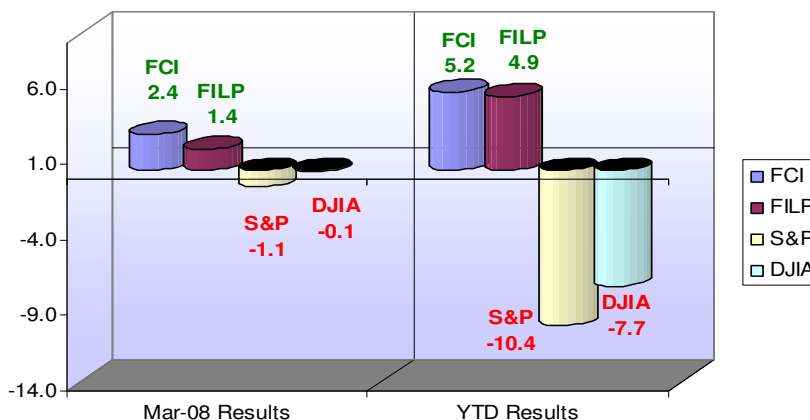 6.0
1.0
-4.0
-9.0
-14.0
FCI
2.4
FILP
1.4
S&P
-1.1
DJIA
-0.1
FCI
5.2
FILP
4.9
S&P
-10.4
DJIA
-7.7
Mar-08 Results
YTD Results
FCI
FILP
S&P
DJIA